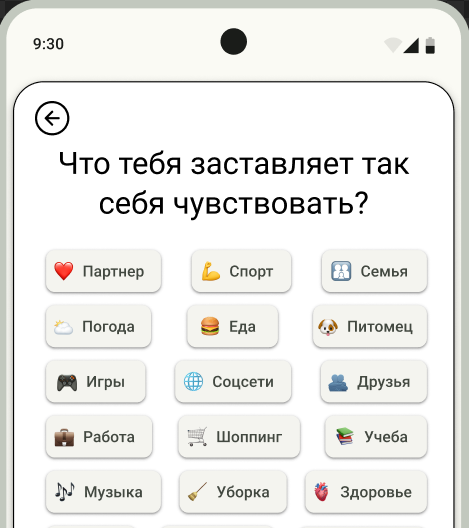 9:30
Что тебя заставляет так
себя чувствовать?
Партнер Спорт Семья
Погода Еда Питомец
Игры Соцсети Друзья
Работа Шоппинг Учеба
Музыка Уборка Здоровье